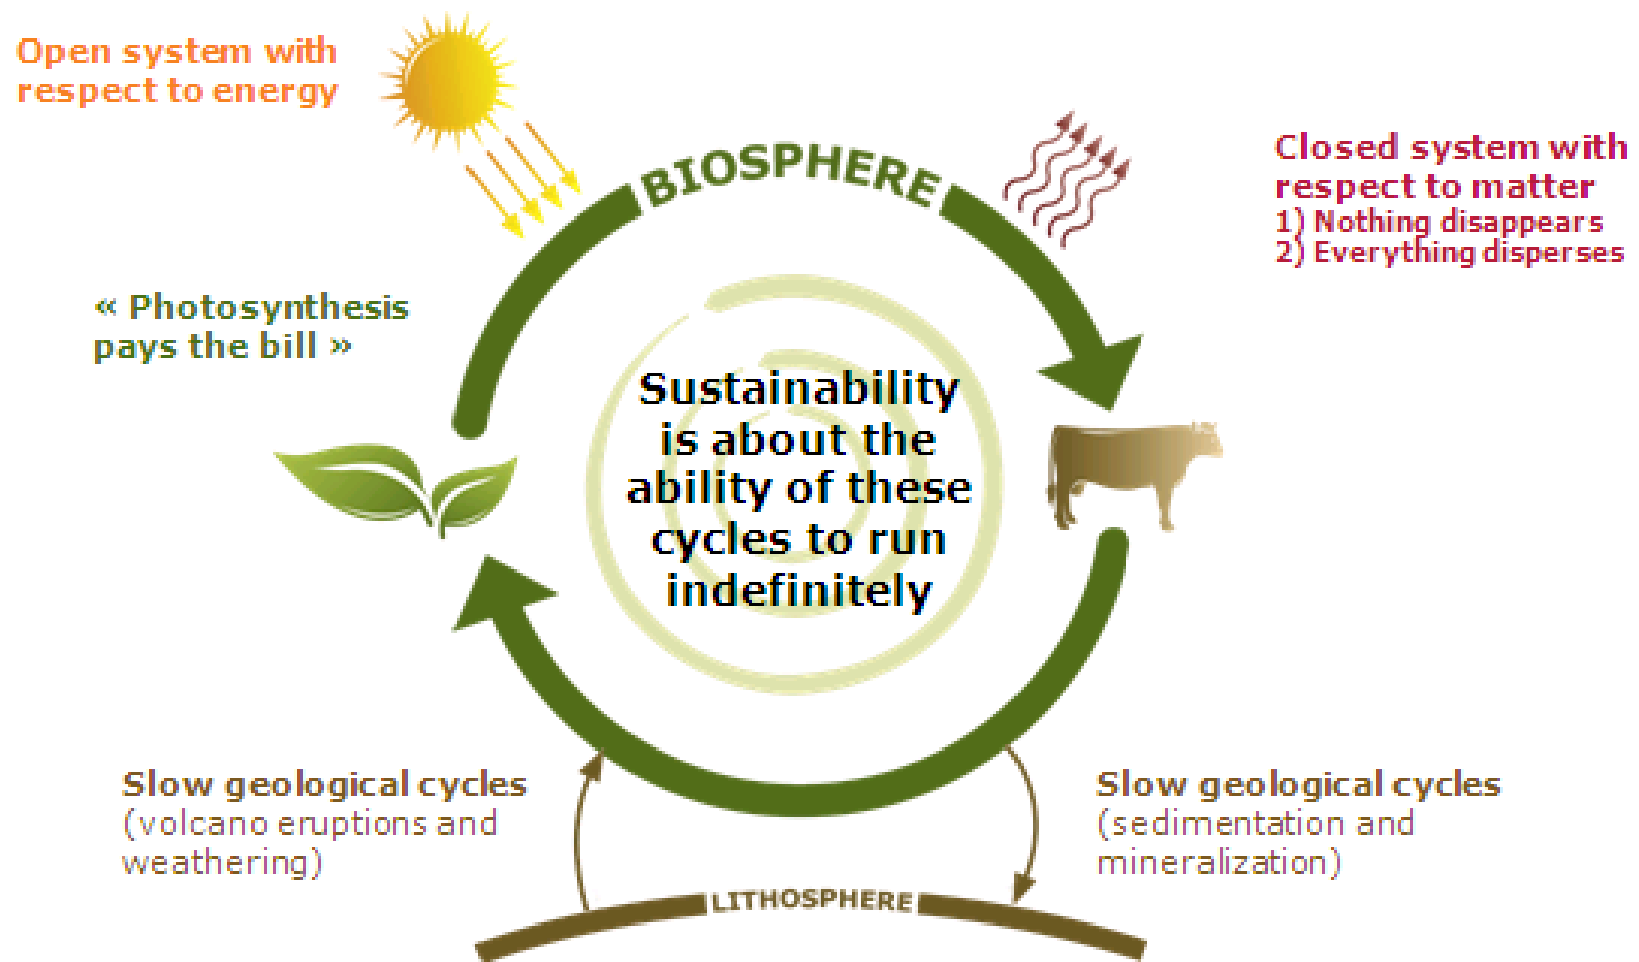 Open system with
respect to energy
BIOSPHERE
Closed system with
respect to matter
1) Nothing disappears
2) Everything disperses
« Photosynthesis
pays the bill »
Sustainability
is about the
ability of these
cycles to run
indefinitely
Slow geological cycles
(volcano eruptions and
weathering)
Slow geological cycles
(sedimentation and
mineralization)
LITHOSPHERE